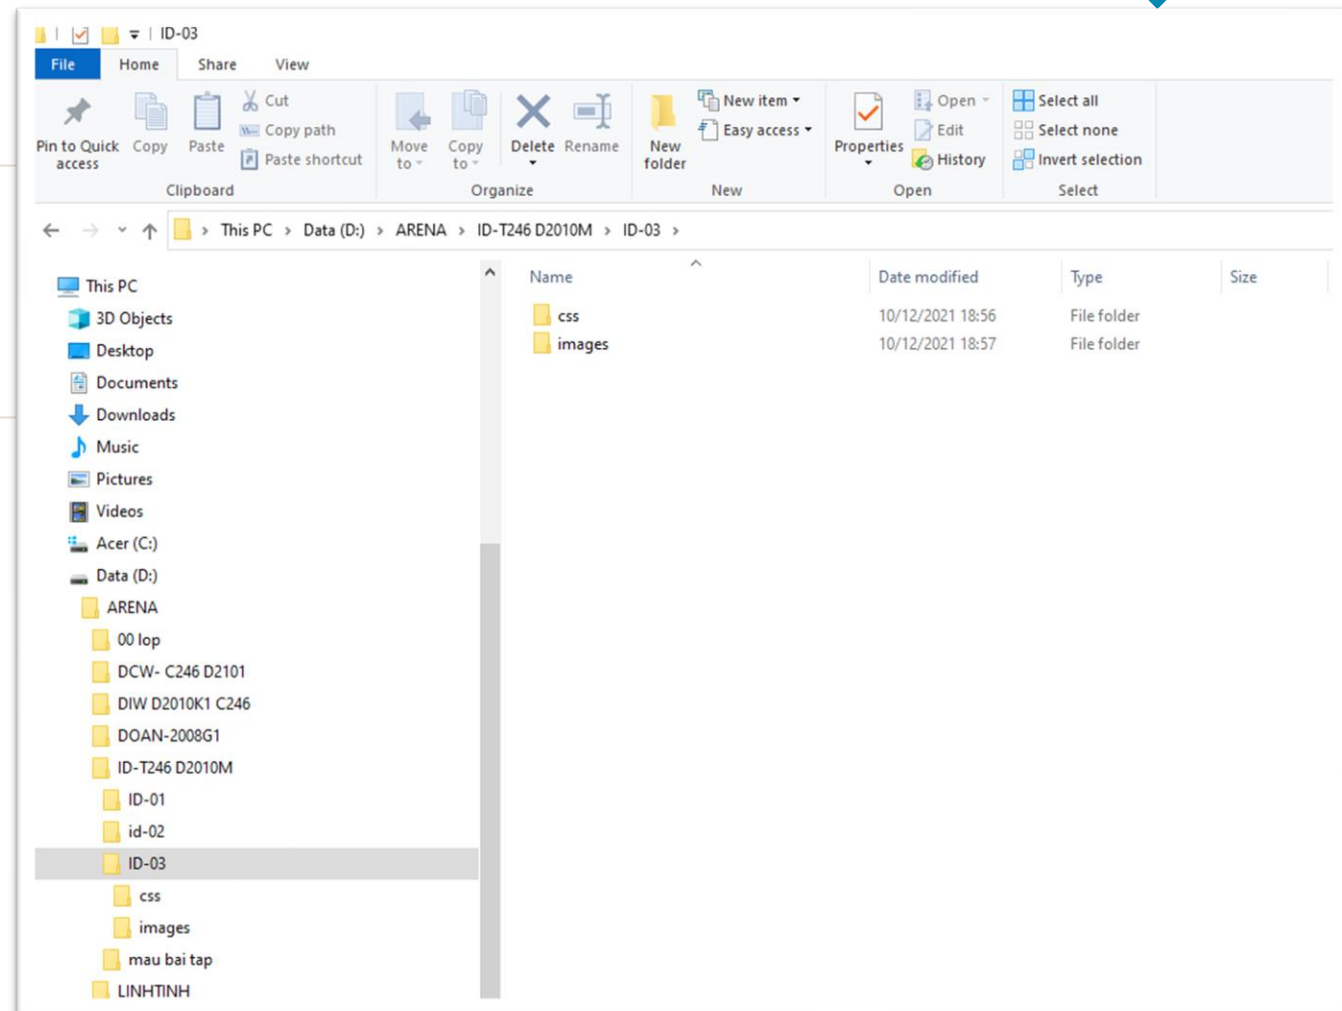 ID-03
File Home Share View
Pin to Quick access
Copy
Paste
Cut
Copy path
Paste shortcut
Clipboard
Move to
Copy to
Delete
Rename
Organize
New folder
New item
Easy access
New
Properties
Open
Edit
History
Open
Select all
Select none
Invert selection
Select
This PC > Data (D:) > ARENA > ID-T246 D2010M > ID-03 >
This PC
3D Objects
Desktop
Documents
Downloads
Music
Pictures
Videos
Acer (C:)
Data (D:)
ARENA
00 lop
DCW- C246 D2101
DIW D2010K1 C246
DOAN-2008G1
ID-T246 D2010M
ID-01
id-02
ID-03
css
images
mau bai tap
LINHTINH
Name Date modified Type Size
css 10/12/2021 18:56 File folder
images 10/12/2021 18:57 File folder